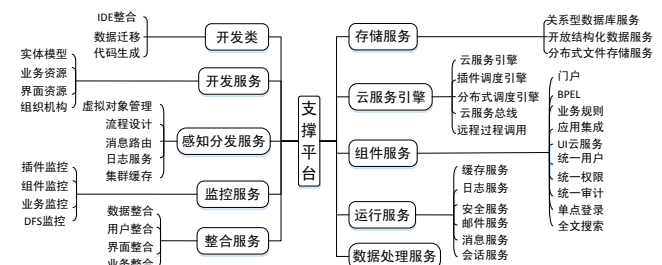 IDE整合
数据迁移
代码生成
开发类
实体模型
业务资源
界面资源
组织机构
开发服务
虚拟对象管理
流程设计
消息路由
日志服务
集群缓存
感知分发服务
插件监控
组件监控
业务监控
DFS监控
监控服务
数据整合
用户整合
界面整合
业务整合
整合服务
支撑平台
存储服务
关系型数据库服务
开放结构化数据服务
分布式文件存储服务
云服务引擎
云服务引擎
插件调度引擎
分布式调度引擎
云服务总线
远程过程调用
组件服务
门户
BPEL
业务规则
应用集成
UI云服务
统一用户
统一权限
统一审计
单点登录
全文搜索
运行服务
缓存服务
日志服务
安全服务
邮件服务
消息服务
会话服务
数据处理服务